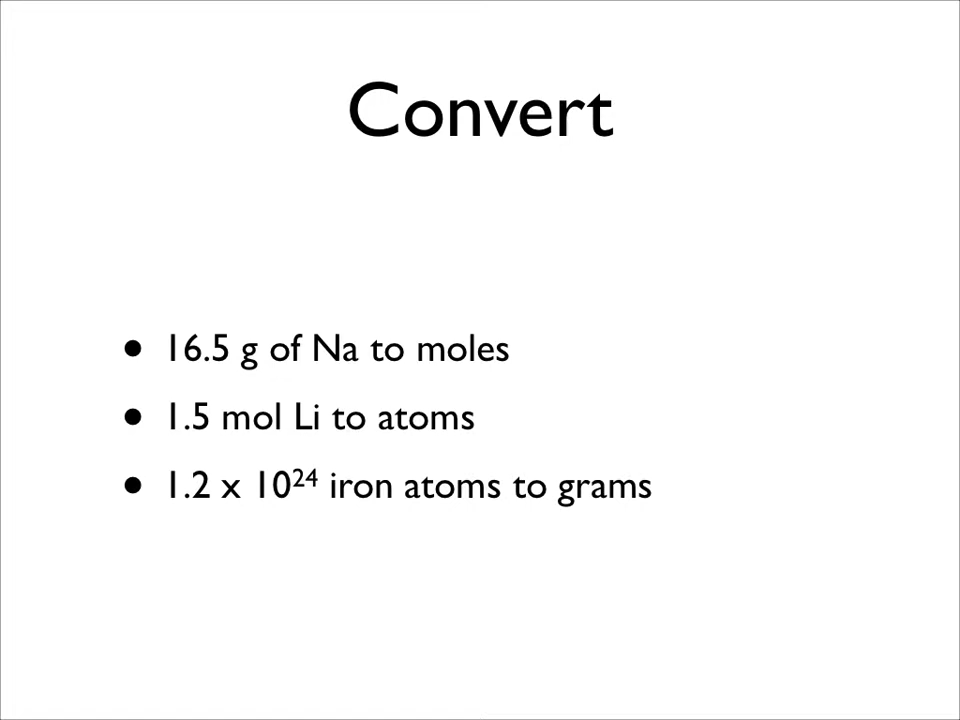 Convert
• 16.5 g of Na to moles
• 1.5 mol Li to atoms
• 1.2 x 10²⁴ iron atoms to grams